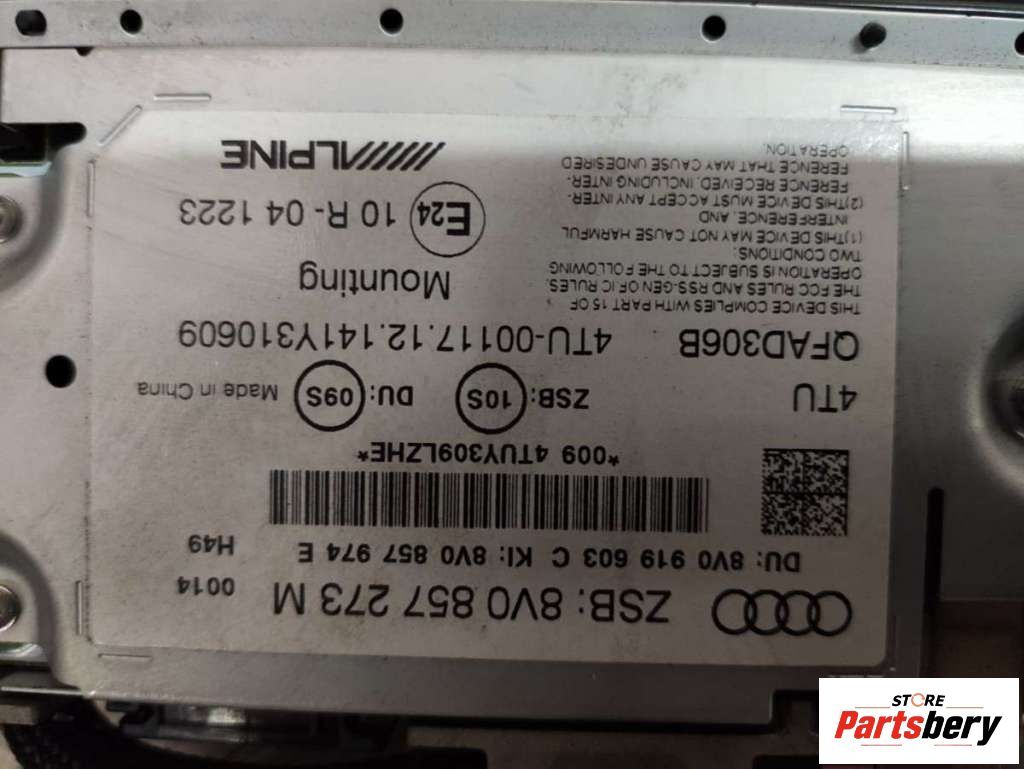 ZSB: 8V0 857 273 M
0014
DU: 8V0 919 603 C KI: 8V0 857 974 E
H49
*009 4TUY309LZHE*
4TU
ZSB: 10S DU: 09S Made in China
QFAD306B 4TU-00117.12.141Y310609
THIS DEVICE COMPLIES WITH PART 15 OF
THE FCC RULES AND RSS-GEN OF IC RULES.
OPERATION IS SUBJECT TO THE FOLLOWING
TWO CONDITIONS:
(1)THIS DEVICE MAY NOT CAUSE HARMFUL
INTERFERENCE, AND
(2)THIS DEVICE MUST ACCEPT ANY INTER-
FERENCE RECEIVED, INCLUDING INTER-
FERENCE THAT MAY CAUSE UNDESIRED
OPERATION.
Mounting
E24 10 R - 04 1223
ALPINE
STORE
Partsbery